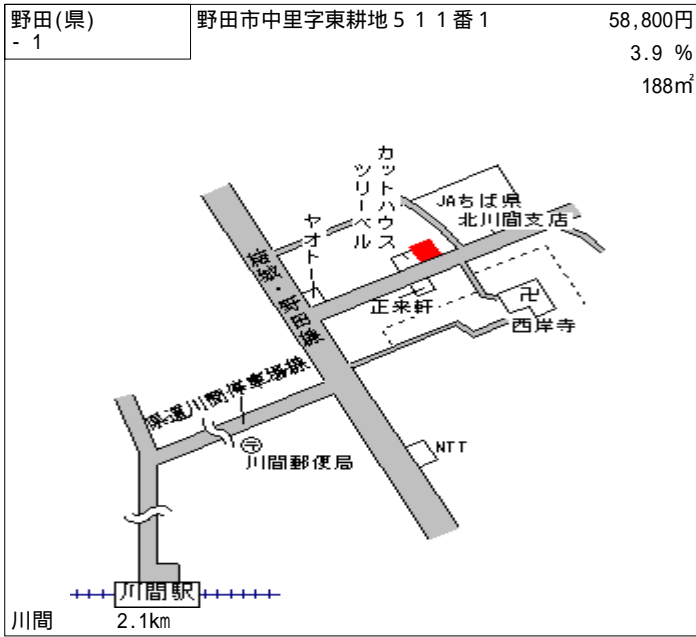 野田(県)
- 1
野田市中里字東耕地５１１番１
58,800円
3.9 %
188㎡
カットハウス
ツリーベル
ヤオトー
JAちば県
北川間支店
結城・野田線
正来軒
卍
西岸寺
県道川間停車場線
〒
川間郵便局
NTT
川間駅
川間 2.1km